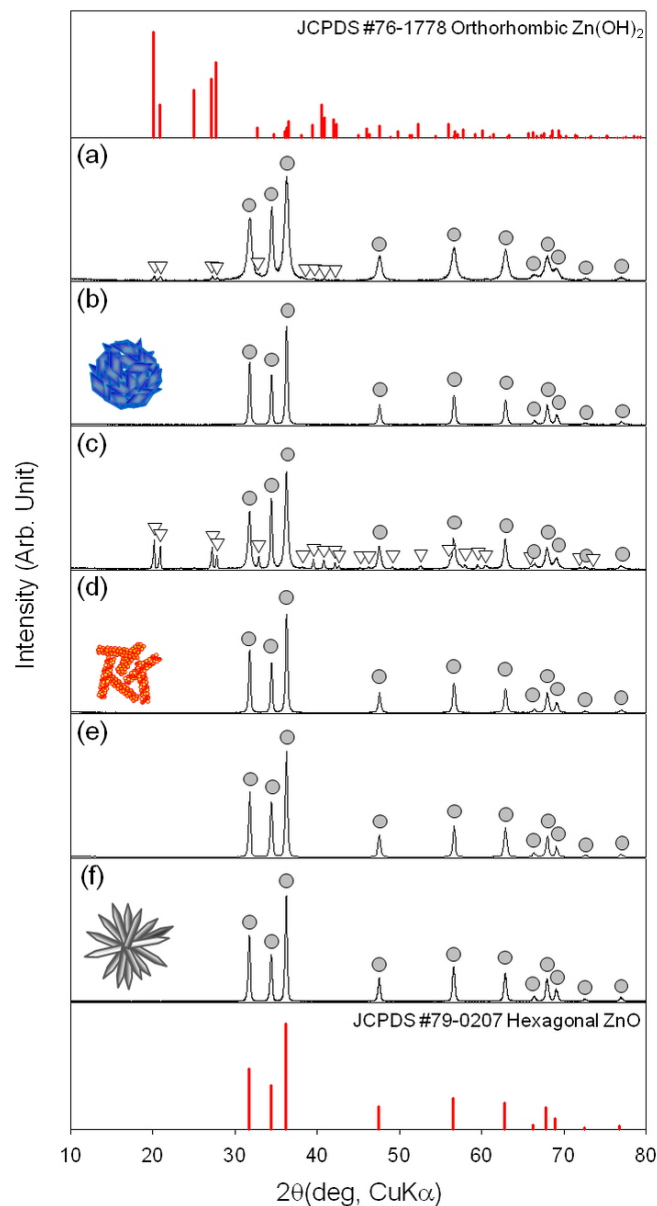 JCPDS #76-1778 Orthorhombic Zn(OH)₂
(a)
(b)
(c)
(d)
(e)
(f)
JCPDS #79-0207 Hexagonal ZnO
Intensity (Arb. Unit)
10 20 30 40 50 60 70 80
2θ(deg, CuKα)